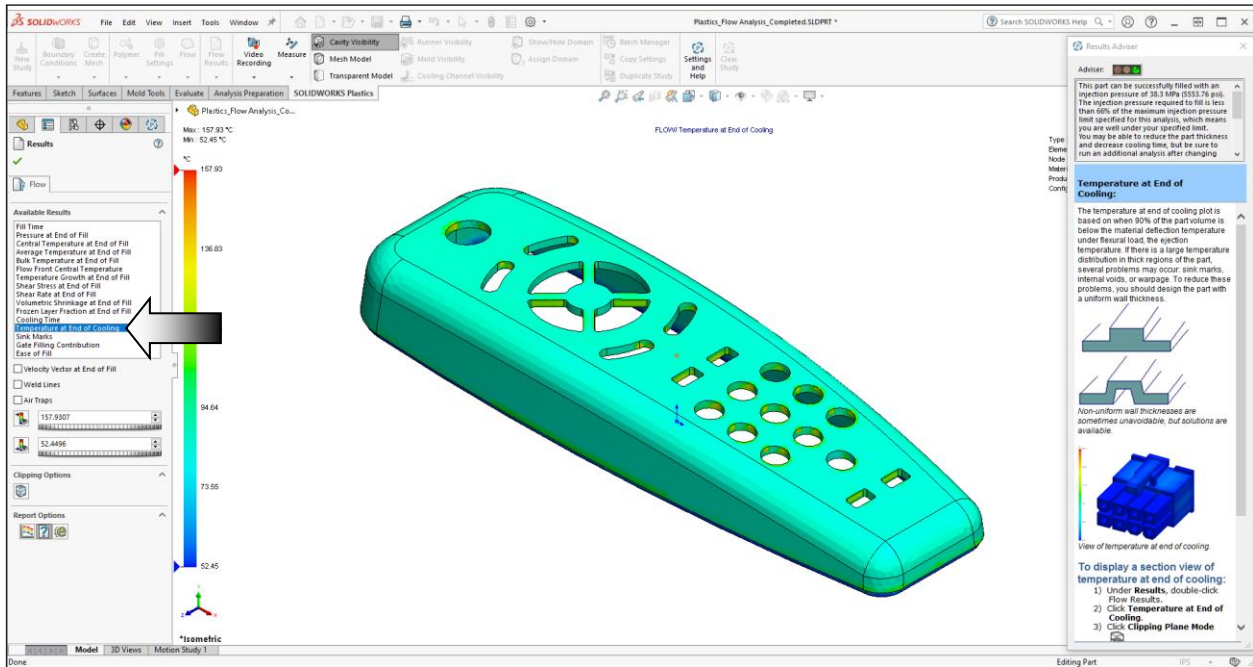 SOLIDWORKS File Edit View Insert Tools Window Plastics_Flow Analysis_Completed.SLDPRT * Search SOLIDWORKS Help
New Study
Boundary Conditions
Create Mesh
Polymer
Fill Settings
Flow
Flow Results
Video Recording
Measure
Cavity Visibility
Mesh Model
Transparent Model
Runner Visibility
Mold Visibility
Cooling Channel Visibility
Show/Hide Domain
Assign Domain
Batch Manager
Copy Settings
Duplicate Study
Settings and Help
Clear Study
Features Sketch Surfaces Mold Tools Evaluate Analysis Preparation SOLIDWORKS Plastics
Results
Flow
Available Results
Fill Time
Pressure at End of Fill
Central Temperature at End of Fill
Average Temperature at End of Fill
Bulk Temperature at End of Fill
Flow Front Central Temperature
Temperature Growth at End of Fill
Shear Stress at End of Fill
Shear Rate at End of Fill
Volumetric Shrinkage at End of Fill
Frozen Layer Fraction at End of Fill
Cooling Time
Temperature at End of Cooling
Sink Marks
Gate Filling Contribution
Ease of Fill
Velocity Vector at End of Fill
Weld Lines
Air Traps
157.9307
52.4496
Clipping Options
Report Options
Plastics_Flow Analysis_Co...
Max : 157.93 °C
Min : 52.45 °C
°C
157.93
136.83
94.64
73.55
52.45
FLOW/Temperature at End of Cooling
Type
Eleme
Node
Materi
Produ
Config
*Isometric
Results Adviser
Adviser:
This part can be successfully filled with an
injection pressure of 38.3 MPa (5553.76 psi).
The injection pressure required to fill is less
than 66% of the maximum injection pressure
limit specified for this analysis, which means
you are well under your specified limit.
You may be able to reduce the part thickness
and decrease cooling time, but be sure to
run an additional analysis after changing
Temperature at End of
Cooling:
The temperature at end of cooling plot is
based on when 90% of the part volume is
below the material deflection temperature
under flexural load, the ejection
temperature. If there is a large temperature
distribution in thick regions of the part,
several problems may occur: sink marks,
internal voids, or warpage. To reduce these
problems, you should design the part with
a uniform wall thickness.
Non-uniform wall thicknesses are
sometimes unavoidable, but solutions are
available.
View of temperature at end of cooling.
To display a section view of
temperature at end of cooling:
1) Under Results, double-click
Flow Results.
2) Click Temperature at End of
Cooling.
3) Click Clipping Plane Mode
Model 3D Views Motion Study 1
Done Editing Part IPS